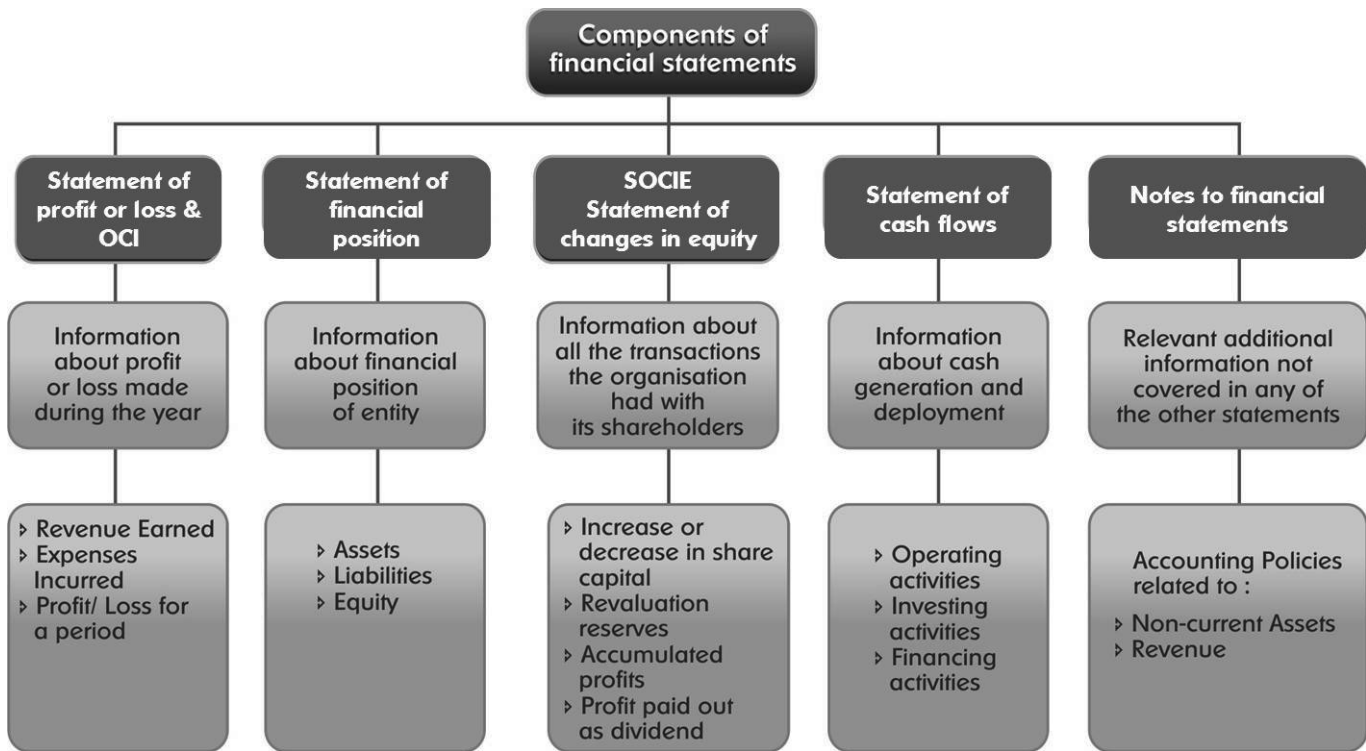 Components of
financial statements
Statement of
profit or loss &
OCI
Statement of
financial
position
SOCIE
Statement of
changes in equity
Statement of
cash flows
Notes to financial
statements
Information
about profit
or loss made
during the year
Information
about financial
position
of entity
Information about
all the transactions
the organisation
had with
its shareholders
Information
about cash
generation and
deployment
Relevant additional
information not
covered in any of
the other statements
Revenue Earned
Expenses
Incurred
Profit/ Loss for
a period
Assets
Liabilities
Equity
Increase or
decrease in share
capital
Revaluation
reserves
Accumulated
profits
Profit paid out
as dividend
Operating
activities
Investing
activities
Financing
activities
Accounting Policies
related to :
Non-current Assets
Revenue